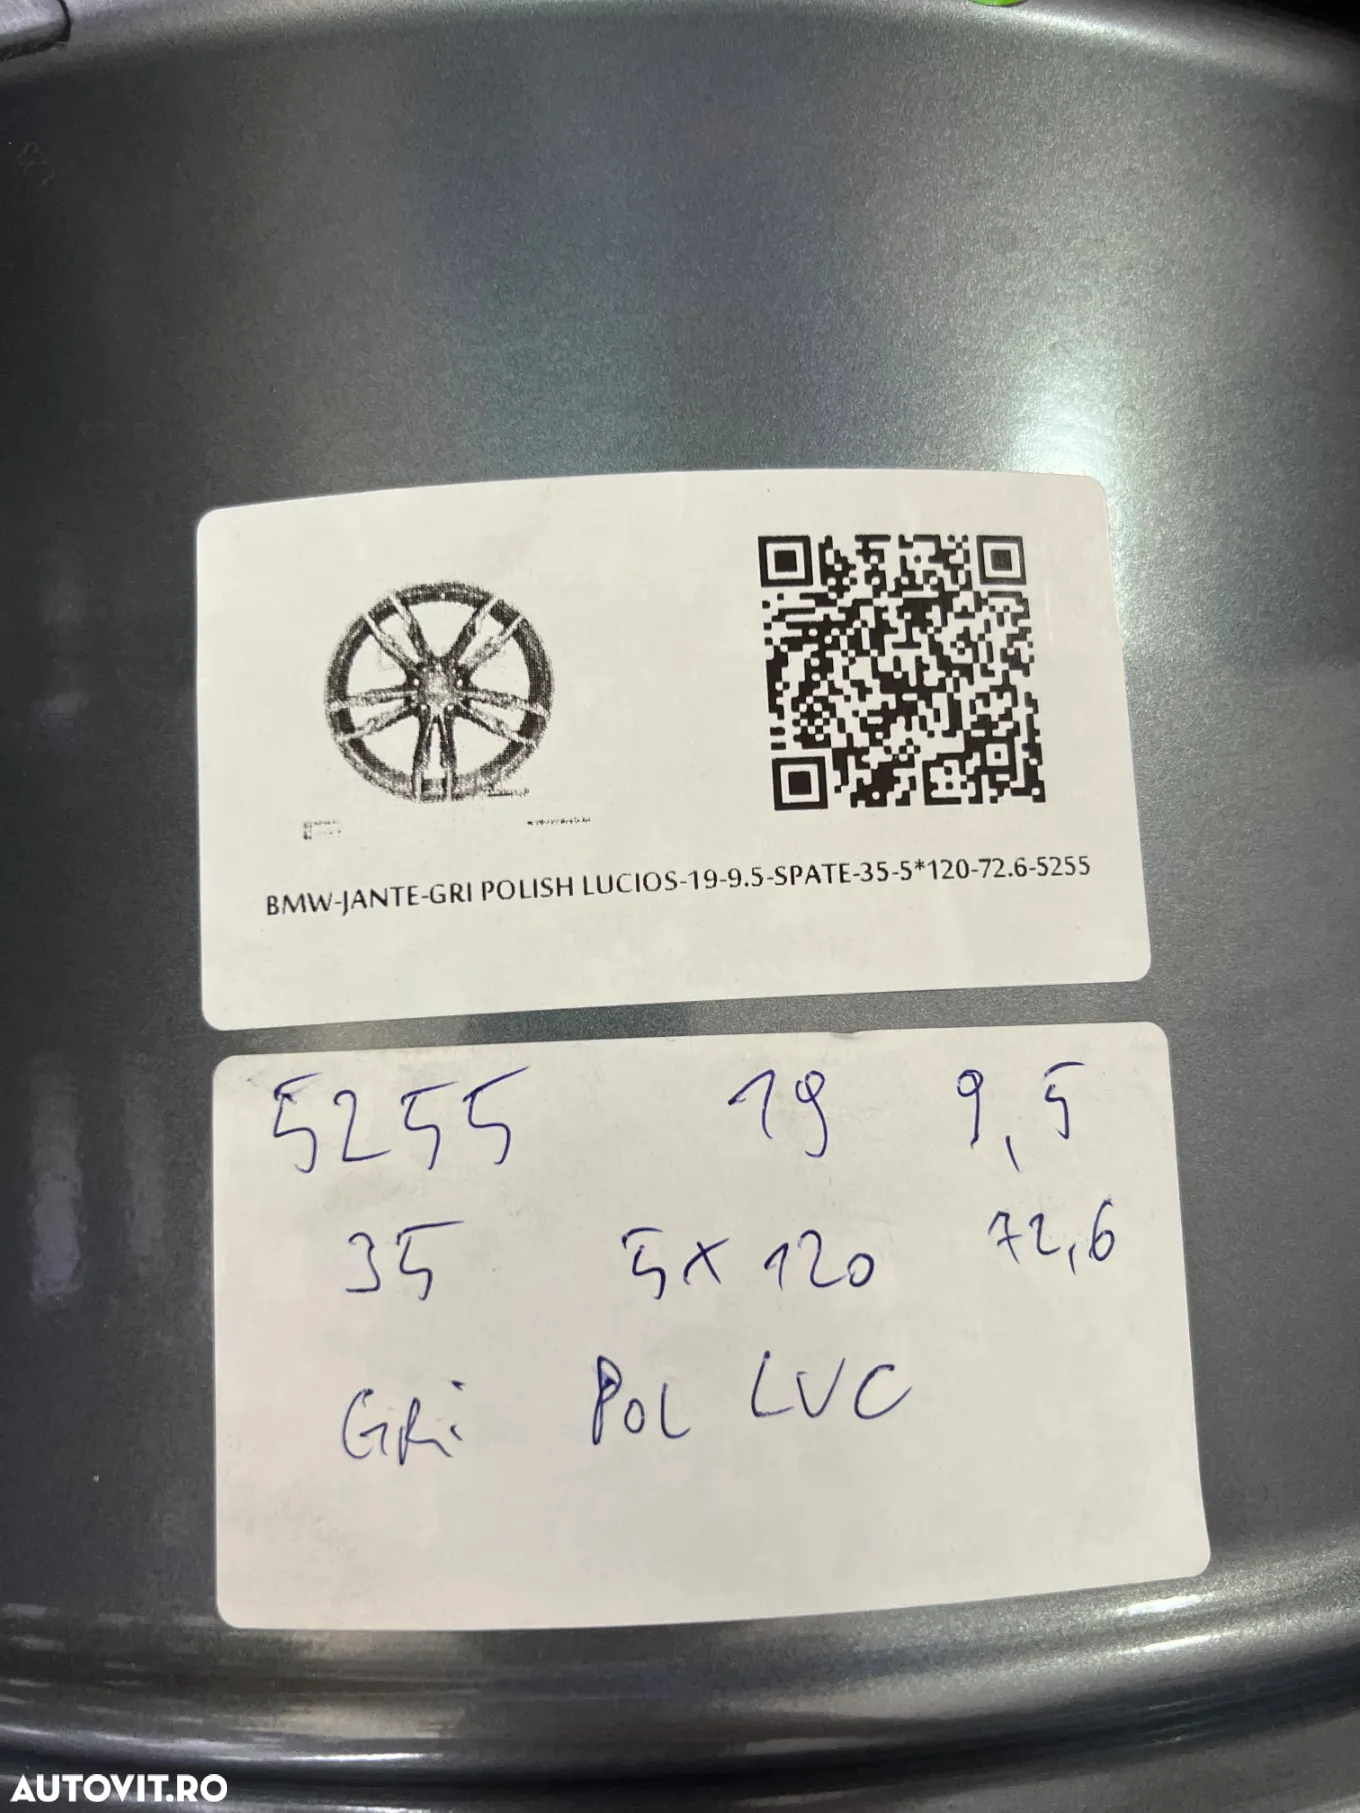 BMW-JANTE-GRI POLISH LUCIOS-19-9.5-SPATE-35-5*120-72.6-5255
5255 19 9,5
35 5x120 72,6
GRi POL LUC
AUTOVIT.RO